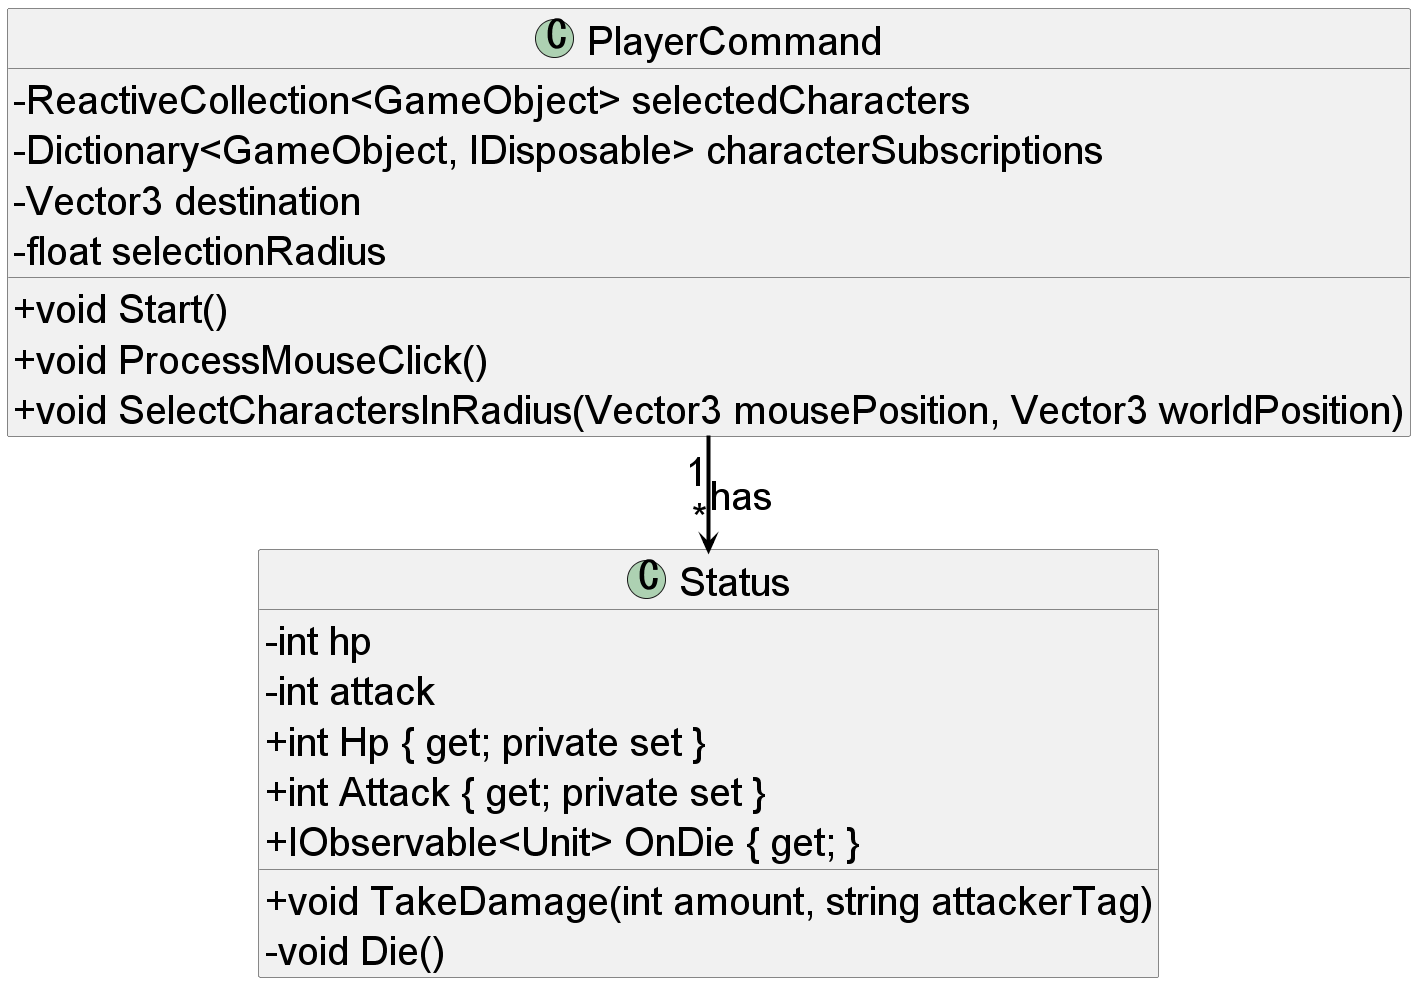 C PlayerCommand
-ReactiveCollection<GameObject> selectedCharacters
-Dictionary<GameObject, IDisposable> characterSubscriptions
-Vector3 destination
-float selectionRadius
+void Start()
+void ProcessMouseClick()
+void SelectCharactersInRadius(Vector3 mousePosition, Vector3 worldPosition)
1
has
*
C Status
-int hp
-int attack
+int Hp { get; private set }
+int Attack { get; private set }
+IObservable<Unit> OnDie { get; }
+void TakeDamage(int amount, string attackerTag)
-void Die()